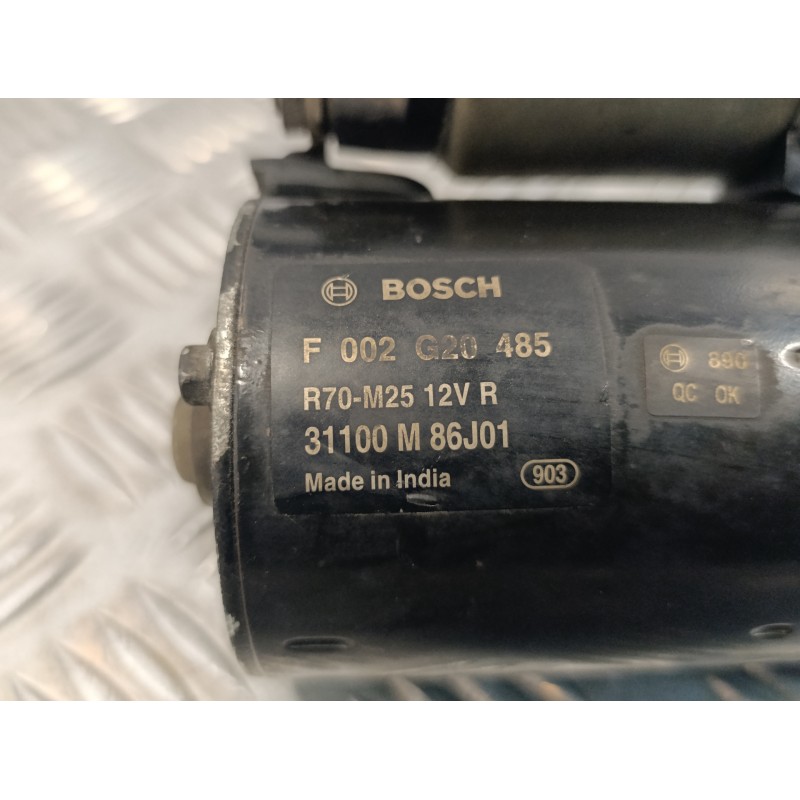 BOSCH
F 002 G20 485
R70-M25 12V R
31100 M 86J01
Made in India 903
890
QC OK